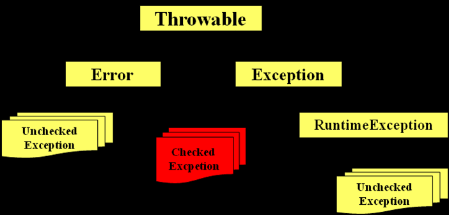 Throwable
Error
Exception
Unchecked
Exception
Checked
Excpetion
RuntimeException
Unchecked
Exception